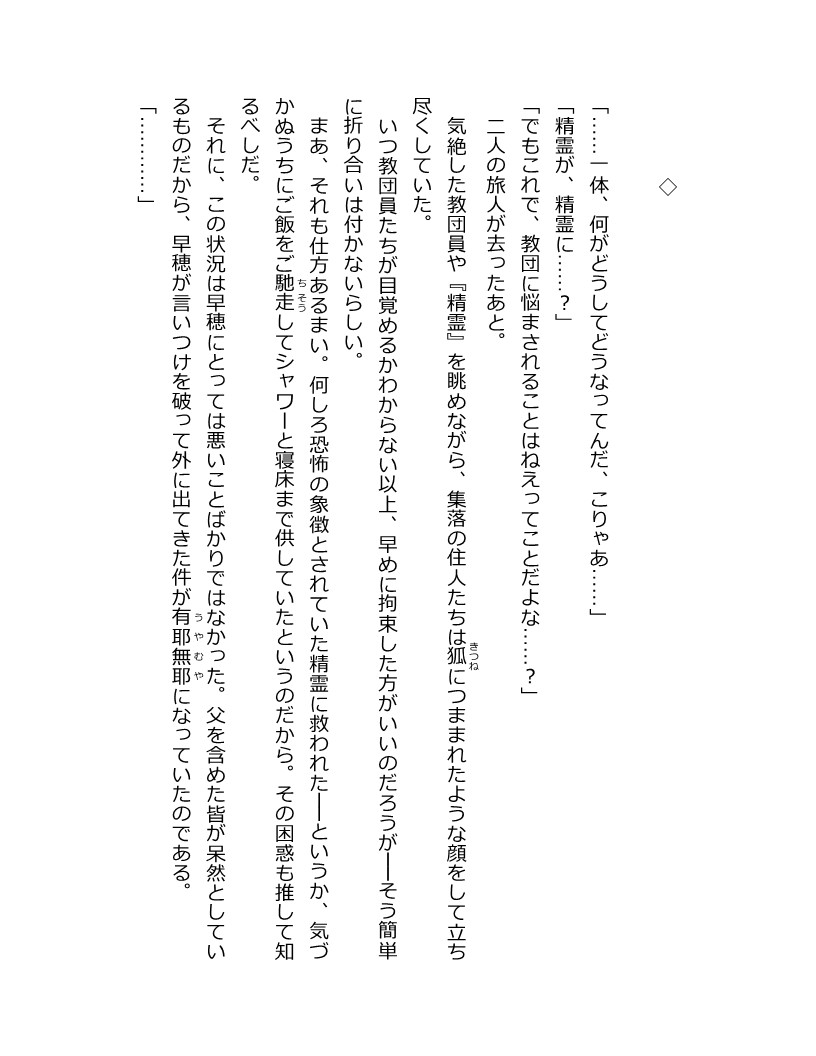 ◇
「……一体、何がどうしてどうなってんだ、こりゃあ……」
「精霊が、精霊に……？」
「でもこれで、教団に悩まされることはねえってことだよな……？」
二人の旅人が去ったあと。
気絶した教団員や『精霊』を眺めながら、集落の住人たちは狐につままれたような顔をして立ち
きつね
尽くしていた。
いつ教団員たちが目覚めるかわからない以上、早めに拘束した方がいいのだろうが――そう簡単
に折り合いは付かないらしい。
まあ、それも仕方あるまい。何しろ恐怖の象徴とされていた精霊に救われた――というか、気づ
かぬうちにご飯をご馳走してシャワーと寝床まで供していたというのだから。その困惑も推して知
ちそう
るべしだ。
それに、この状況は早穂にとっては悪いことばかりではなかった。父を含めた皆が呆然としてい
るものだから、早穂が言いつけを破って外に出てきた件が有耶無耶になっていたのである。
うやむや
「…………」